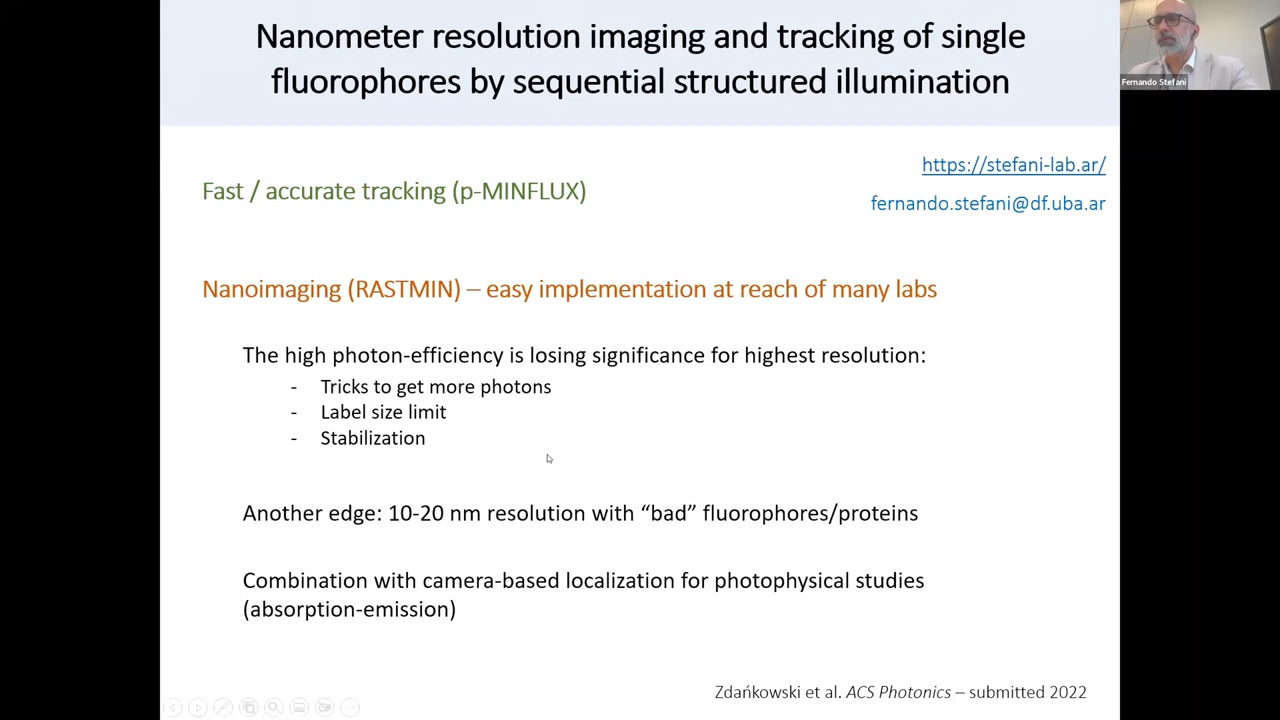 Nanometer resolution imaging and tracking of single
fluorophores by sequential structured illumination
Fernando Stefani
https://stefani-lab.ar/
Fast / accurate tracking (p-MINFLUX)
fernando.stefani@df.uba.ar
Nanoimaging (RASTMIN) – easy implementation at reach of many labs
The high photon-efficiency is losing significance for highest resolution:
- Tricks to get more photons
- Label size limit
- Stabilization
Another edge: 10-20 nm resolution with “bad” fluorophores/proteins
Combination with camera-based localization for photophysical studies
(absorption-emission)
Zdańkowski et al. ACS Photonics – submitted 2022